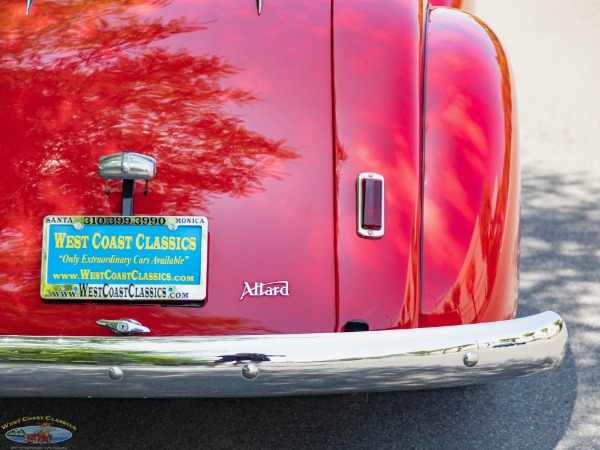 SANTA 310.399.3990 MONICA
WEST COAST CLASSICS
"Only Extraordinary Cars Available"
WWW.WESTCOASTCLASSICS.COM
WWW.WESTCOASTCLASSICS.COM
Allard
WEST COAST CLASSICS